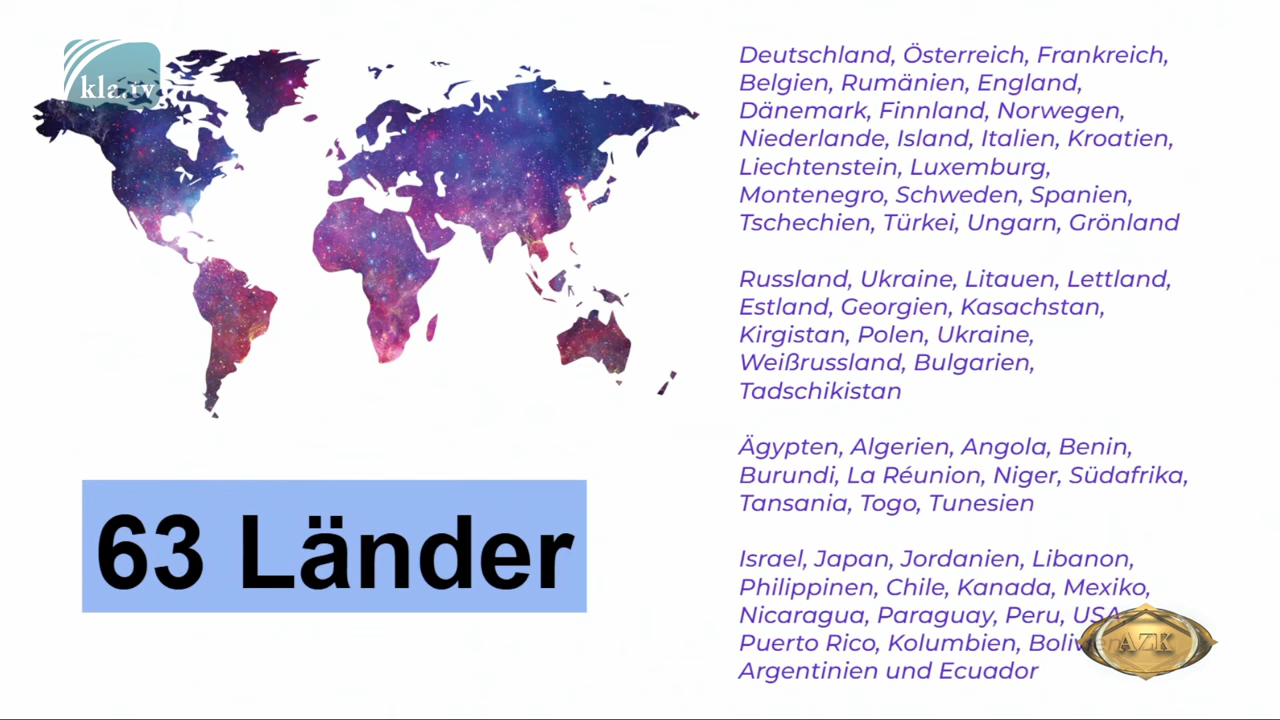 kla.tv
Deutschland, Österreich, Frankreich,
Belgien, Rumänien, England,
Dänemark, Finnland, Norwegen,
Niederlande, Island, Italien, Kroatien,
Liechtenstein, Luxemburg,
Montenegro, Schweden, Spanien,
Tschechien, Türkei, Ungarn, Grönland
Russland, Ukraine, Litauen, Lettland,
Estland, Georgien, Kasachstan,
Kirgistan, Polen, Ukraine,
Weißrussland, Bulgarien,
Tadschikistan
Ägypten, Algerien, Angola, Benin,
Burundi, La Réunion, Niger, Südafrika,
Tansania, Togo, Tunesien
Israel, Japan, Jordanien, Libanon,
Philippinen, Chile, Kanada, Mexiko,
Nicaragua, Paraguay, Peru, USA
Puerto Rico, Kolumbien, Bolivien
Argentinien und Ecuador
63 Länder
AZK